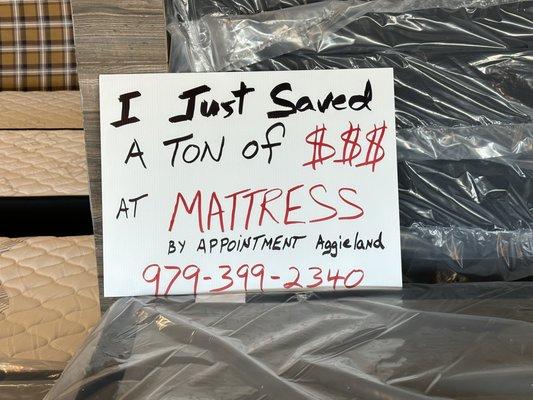 I Just Saved
A TON of $$$
AT MATTRESS
BY APPOINTMENT Aggieland
979-399-2340